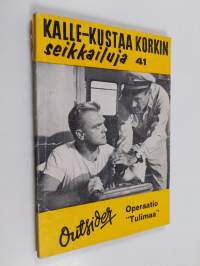 KALLE-KUSTAA KORKIN
seikkailuja 41
Outsider
Operaatio
"Tulimaa"